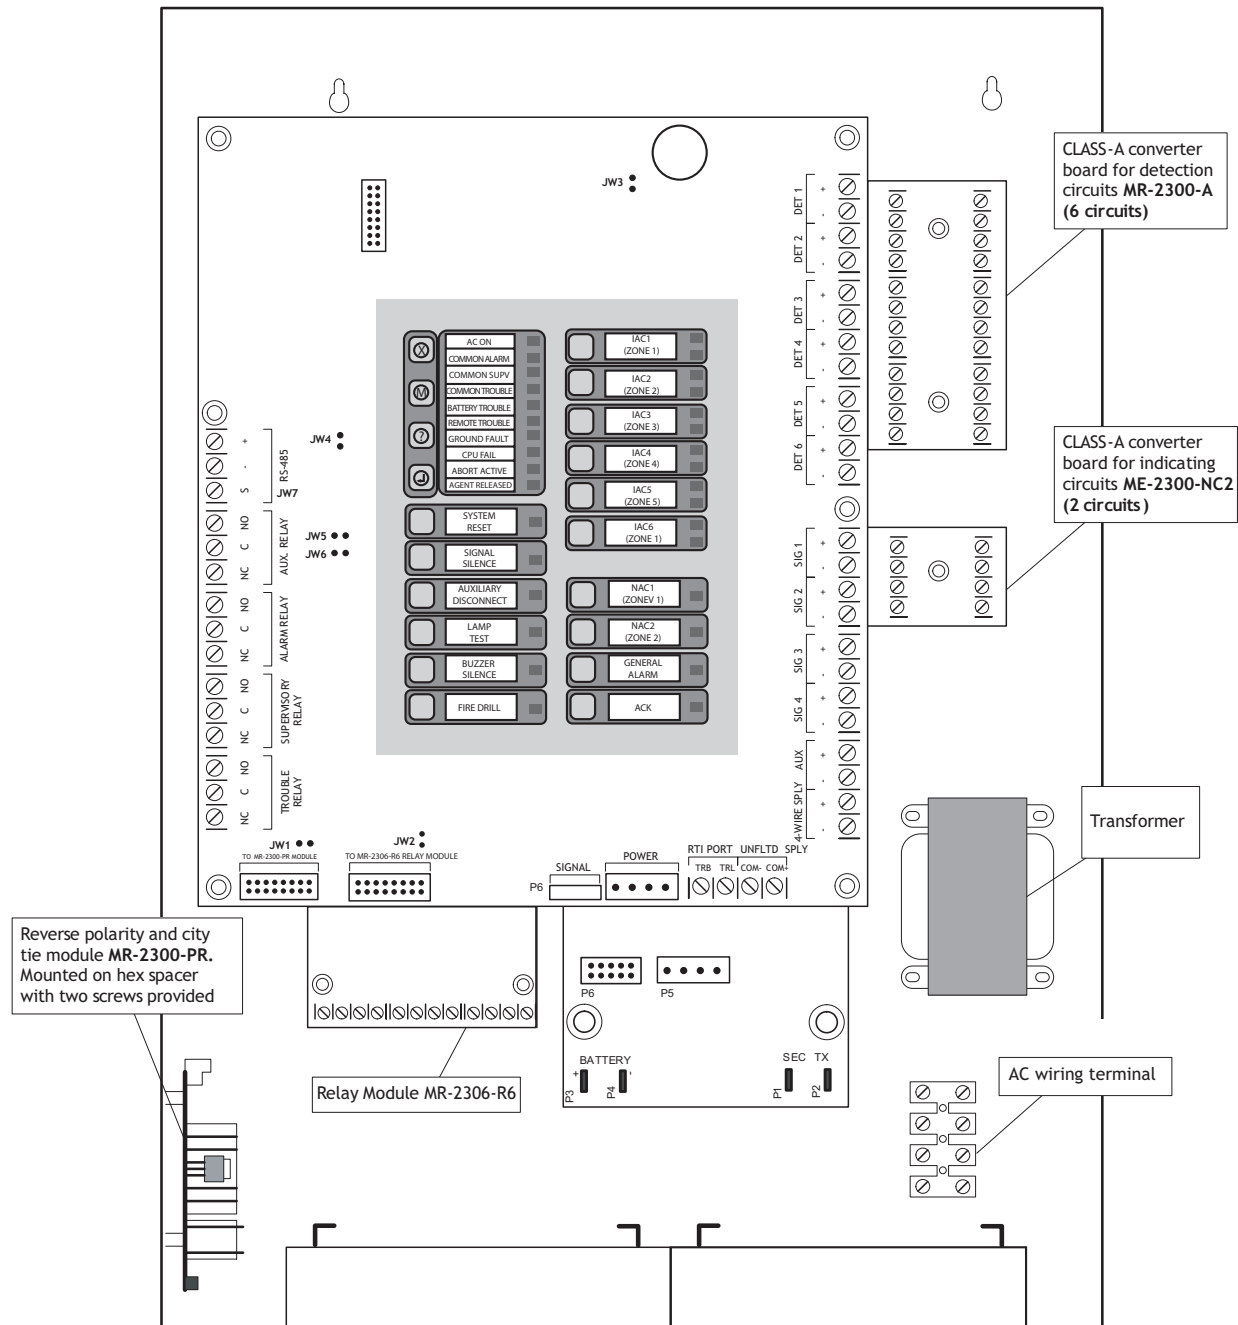 CLASS-A converter
board for detection
circuits MR-2300-A
(6 circuits)
JW3
DET 1
+
-
DET 2
+
-
DET 3
+
-
DET 4
+
-
DET 5
+
-
DET 6
+
-
X
M
?
AC ON
COMMON ALARM
COMMON SUPV
COMMON TROUBLE
BATTERY TROUBLE
REMOTE TROUBLE
GROUND FAULT
CPU FAIL
ABORT ACTIVE
AGENT RELEASED
IAC1
(ZONE 1)
IAC2
(ZONE 2)
IAC3
(ZONE 3)
IAC4
(ZONE 4)
IAC5
(ZONE 5)
IAC6
(ZONE 1)
CLASS-A converter
board for indicating
circuits ME-2300-NC2
(2 circuits)
JW4
+
-
S
RS-485
JW7
JW5
JW6
NO
C
NC
AUX. RELAY
NO
C
NC
ALARM RELAY
NO
C
NC
SUPERVISORY
RELAY
NO
C
NC
TROUBLE
RELAY
SYSTEM
RESET
SIGNAL
SILENCE
AUXILIARY
DISCONNECT
LAMP
TEST
BUZZER
SILENCE
FIRE DRILL
NAC1
(ZONEV 1)
NAC2
(ZONE 2)
GENERAL
ALARM
ACK
SIG 1
+
-
SIG 2
+
-
SIG 3
+
-
SIG 4
+
-
AUX
+
-
4-WIRE SPLY
+
-
Transformer
JW1
TO MR-2300-PR MODULE
JW2
TO MR-2306-R6 RELAY MODULE
P6
SIGNAL
POWER
RTI PORT
UNFLTD SPLY
TRB
TRL
COM-
COM+
Reverse polarity and city
tie module MR-2300-PR.
Mounted on hex spacer
with two screws provided
P6
P5
BATTERY
+
-
P3
P4
SEC TX
P1
P2
Relay Module MR-2306-R6
AC wiring terminal